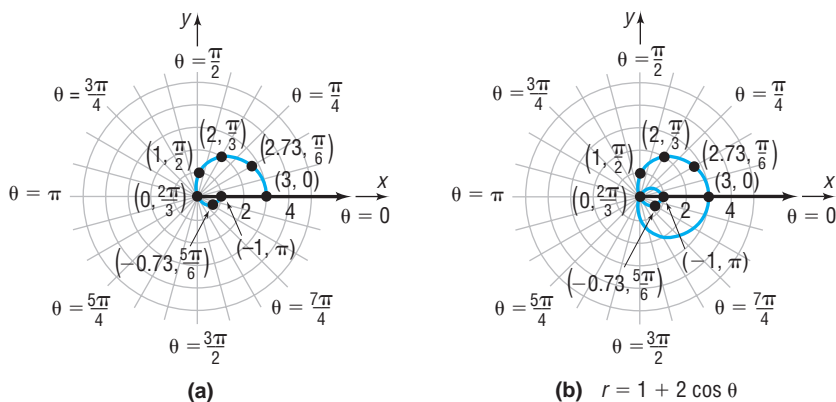 y
θ = π/2
θ = 3π/4
θ = π/4
(2, π/3)
(1, π/2)
(2.73, π/6)
(3, 0)
x
θ = π
(0, 2π/3)
2
4
θ = 0
(−1, π)
(−0.73, 5π/6)
θ = 5π/4
θ = 7π/4
θ = 3π/2
(a)
y
θ = π/2
θ = 3π/4
θ = π/4
(2, π/3)
(1, π/2)
(2.73, π/6)
(3, 0)
x
θ = π
(0, 2π/3)
2
4
θ = 0
(−1, π)
(−0.73, 5π/6)
θ = 5π/4
θ = 7π/4
θ = 3π/2
(b) r = 1 + 2 cos θ